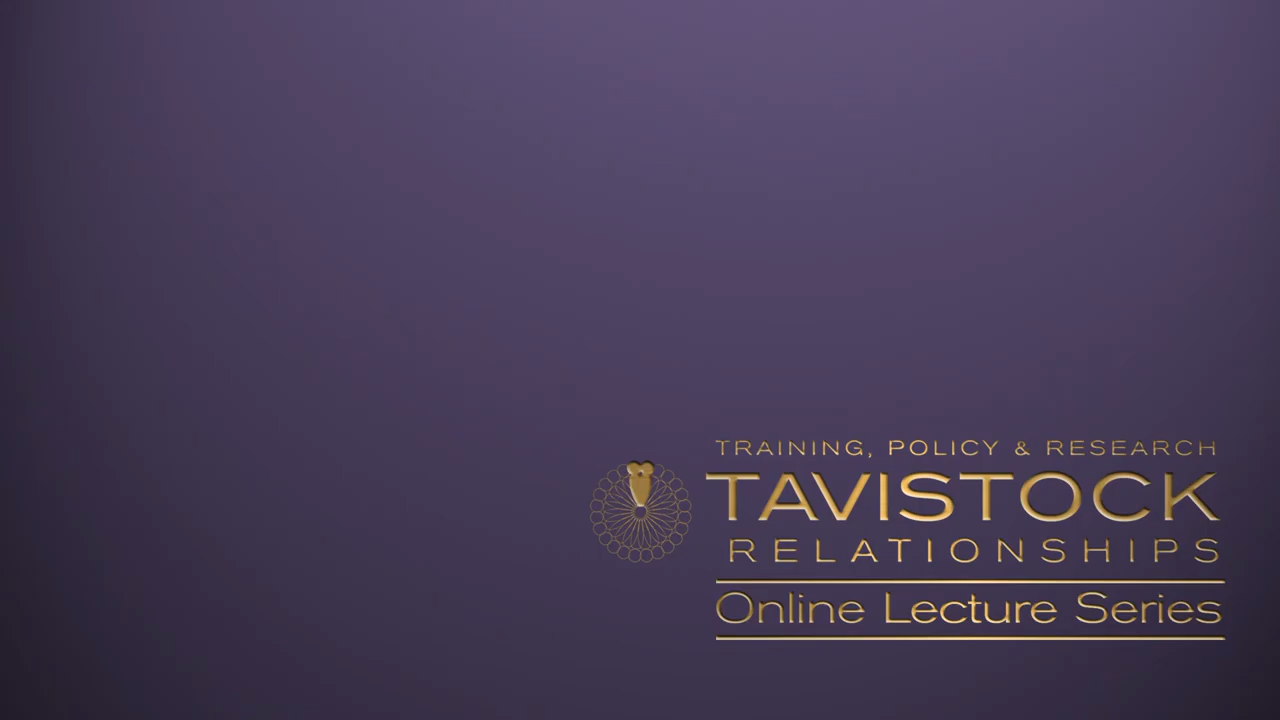 TRAINING, POLICY & RESEARCH
TAVISTOCK
RELATIONSHIPS
Online Lecture Series